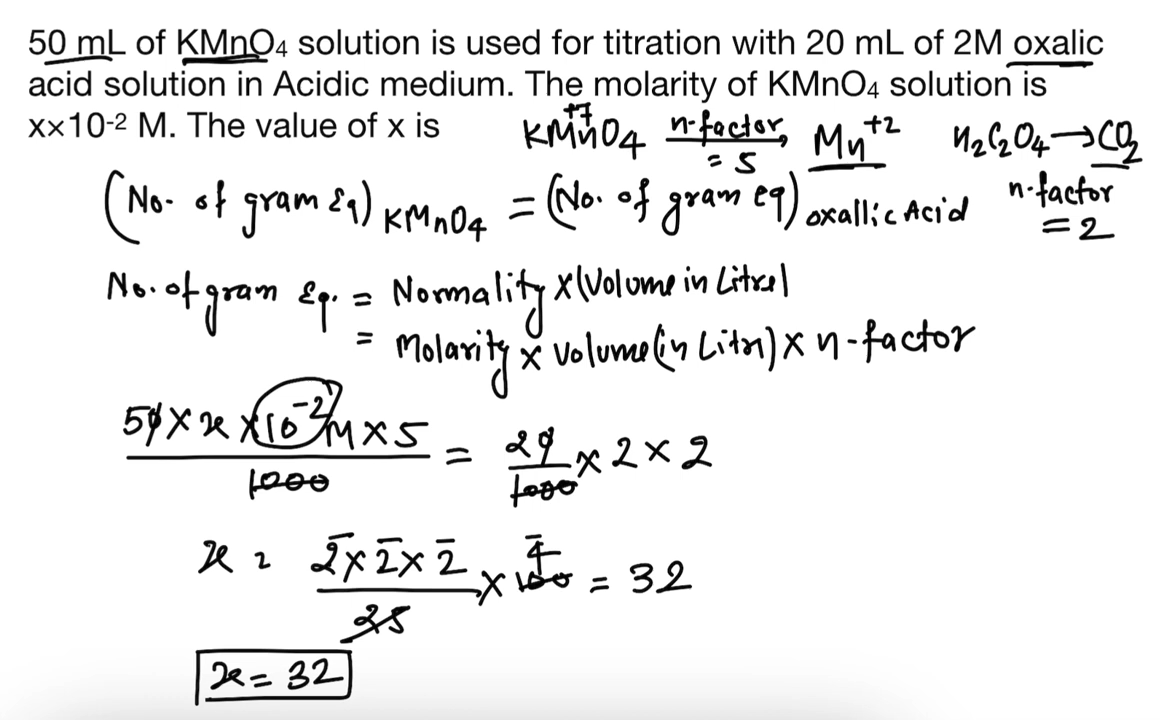 50 mL of KMnO4 solution is used for titration with 20 mL of 2M oxalic
acid solution in Acidic medium. The molarity of KMnO4 solution is
x×10-2 M. The value of x is
+7
KMnO4 n-factor, Mn+2 H2C2O4→CO2
= 5
n-factor
= 2
(No. of gram Eq) KMnO4 = (No. of gram eq) oxallic Acid
No. of gram Eq. = Normality × (Volume in Litre)
= Molarity × Volume (in Litre) × n-factor
50 × x × 10-2 M × 5 / 1000 = 20 / 1000 × 2 × 2
x = 2 × 2 × 2 / 25 × 100 4 = 32
x = 32